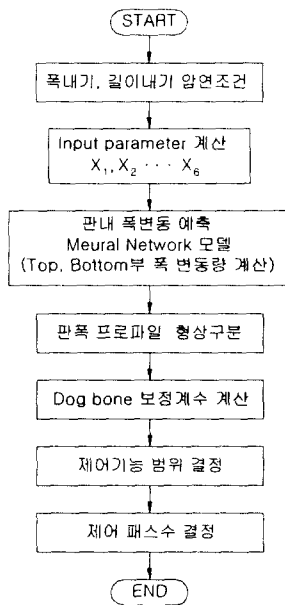 START
폭내기, 길이내기 압연조건
Input parameter 계산
X₁, X₂ ··· X₆
판내 폭변동 예측
Meural Network 모델
(Top, Bottom부 폭 변동량 계산)
판폭 프로파일 형상구분
Dog bone 보정계수 계산
제어기능 범위 결정
제어 패스수 결정
END